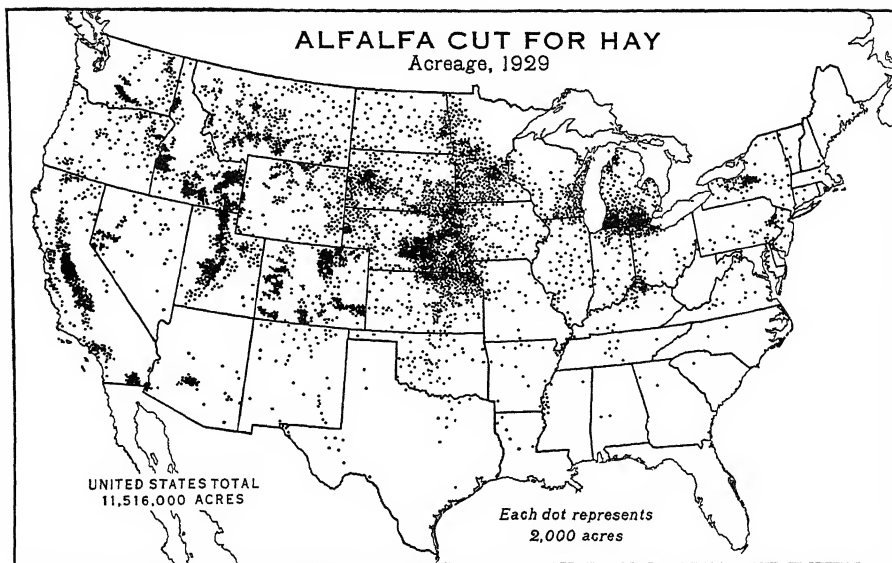 ALFALFA CUT FOR HAY
Acreage, 1929
UNITED STATES TOTAL
11,516,000 ACRES
Each dot represents
2,000 acres